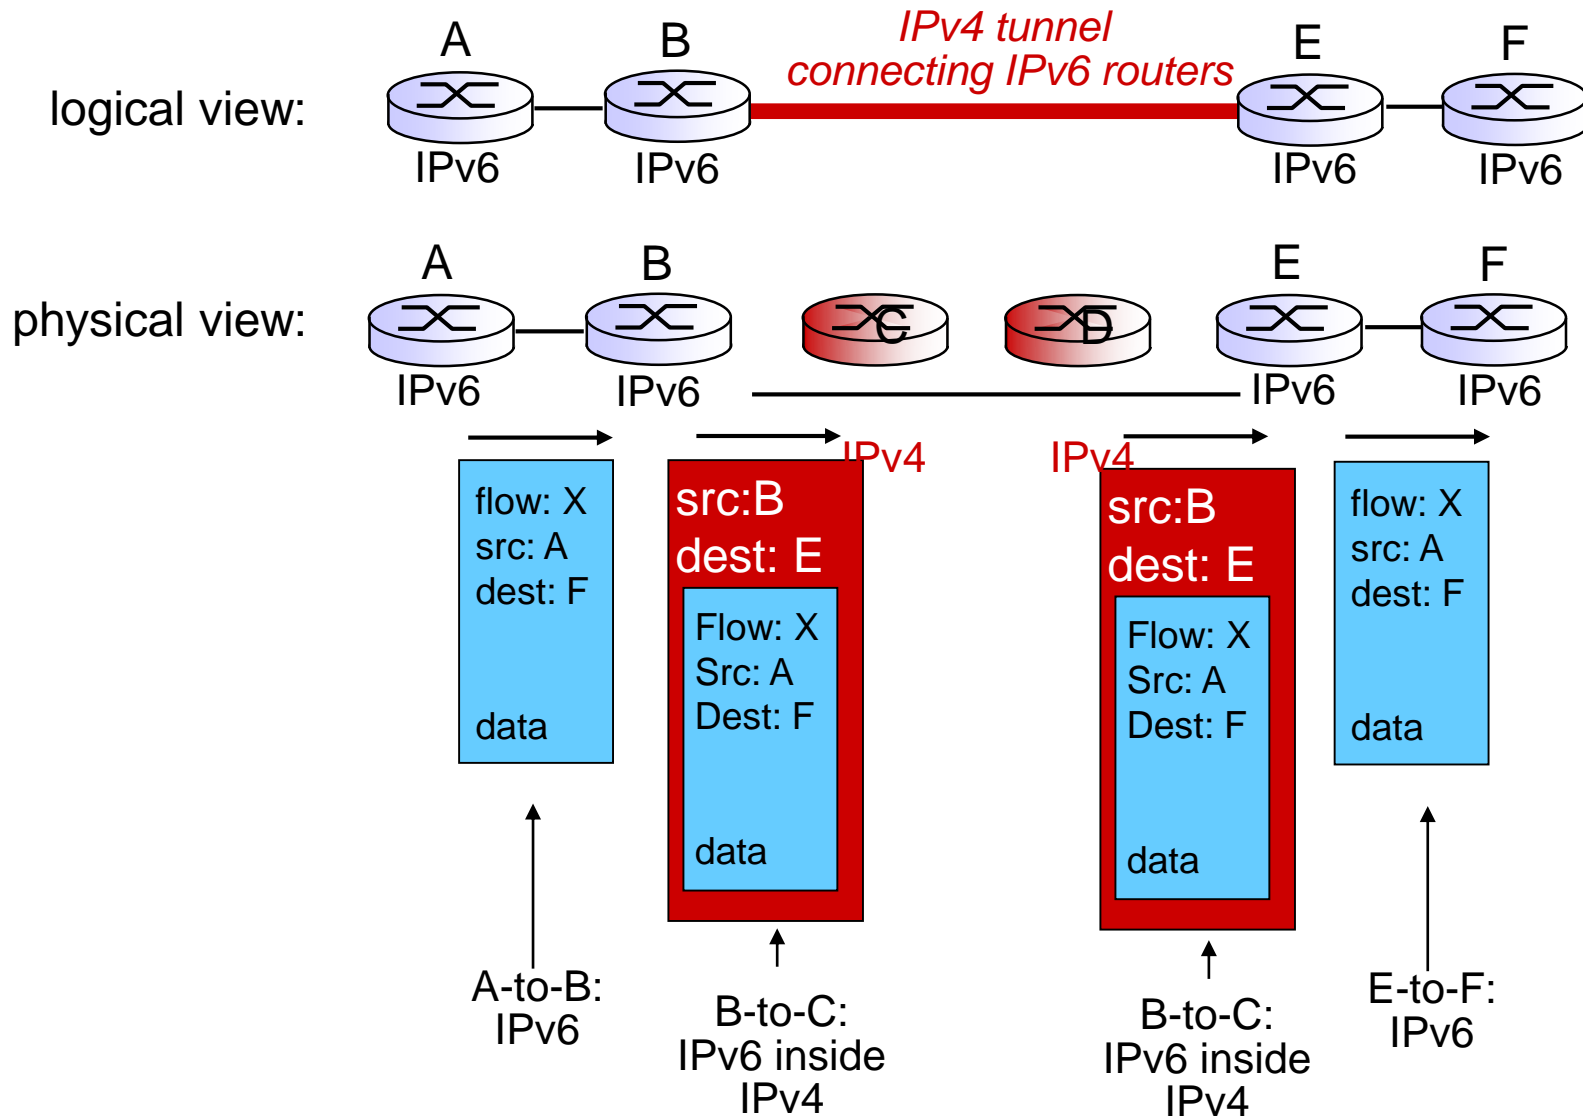 A
B
IPv4 tunnel
connecting IPv6 routers
E
F
logical view:
IPv6
IPv6
IPv6
IPv6
A
B
E
F
physical view:
C
D
IPv6
IPv6
IPv6
IPv6
IPv4
IPv4
flow: X
src: A
dest: F
data
src:B
dest: E
Flow: X
Src: A
Dest: F
data
src:B
dest: E
Flow: X
Src: A
Dest: F
data
flow: X
src: A
dest: F
data
A-to-B:
IPv6
B-to-C:
IPv6 inside
IPv4
B-to-C:
IPv6 inside
IPv4
E-to-F:
IPv6